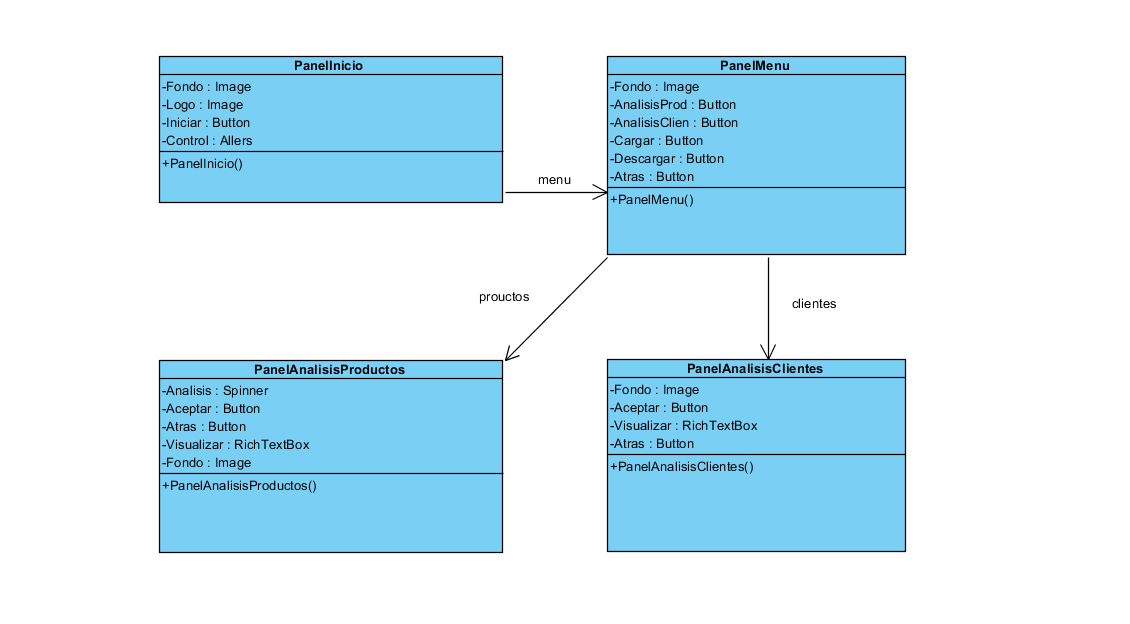 PanelInicio
-Fondo : Image
-Logo : Image
-Iniciar : Button
-Control : Allers
+PanelInicio()
menu
PanelMenu
-Fondo : Image
-AnalisisProd : Button
-AnalisisClien : Button
-Cargar : Button
-Descargar : Button
-Atras : Button
+PanelMenu()
prouctos
clientes
PanelAnalisisProductos
-Analisis : Spinner
-Aceptar : Button
-Atras : Button
-Visualizar : RichTextBox
-Fondo : Image
+PanelAnalisisProductos()
PanelAnalisisClientes
-Fondo : Image
-Aceptar : Button
-Visualizar : RichTextBox
-Atras : Button
+PanelAnalisisClientes()